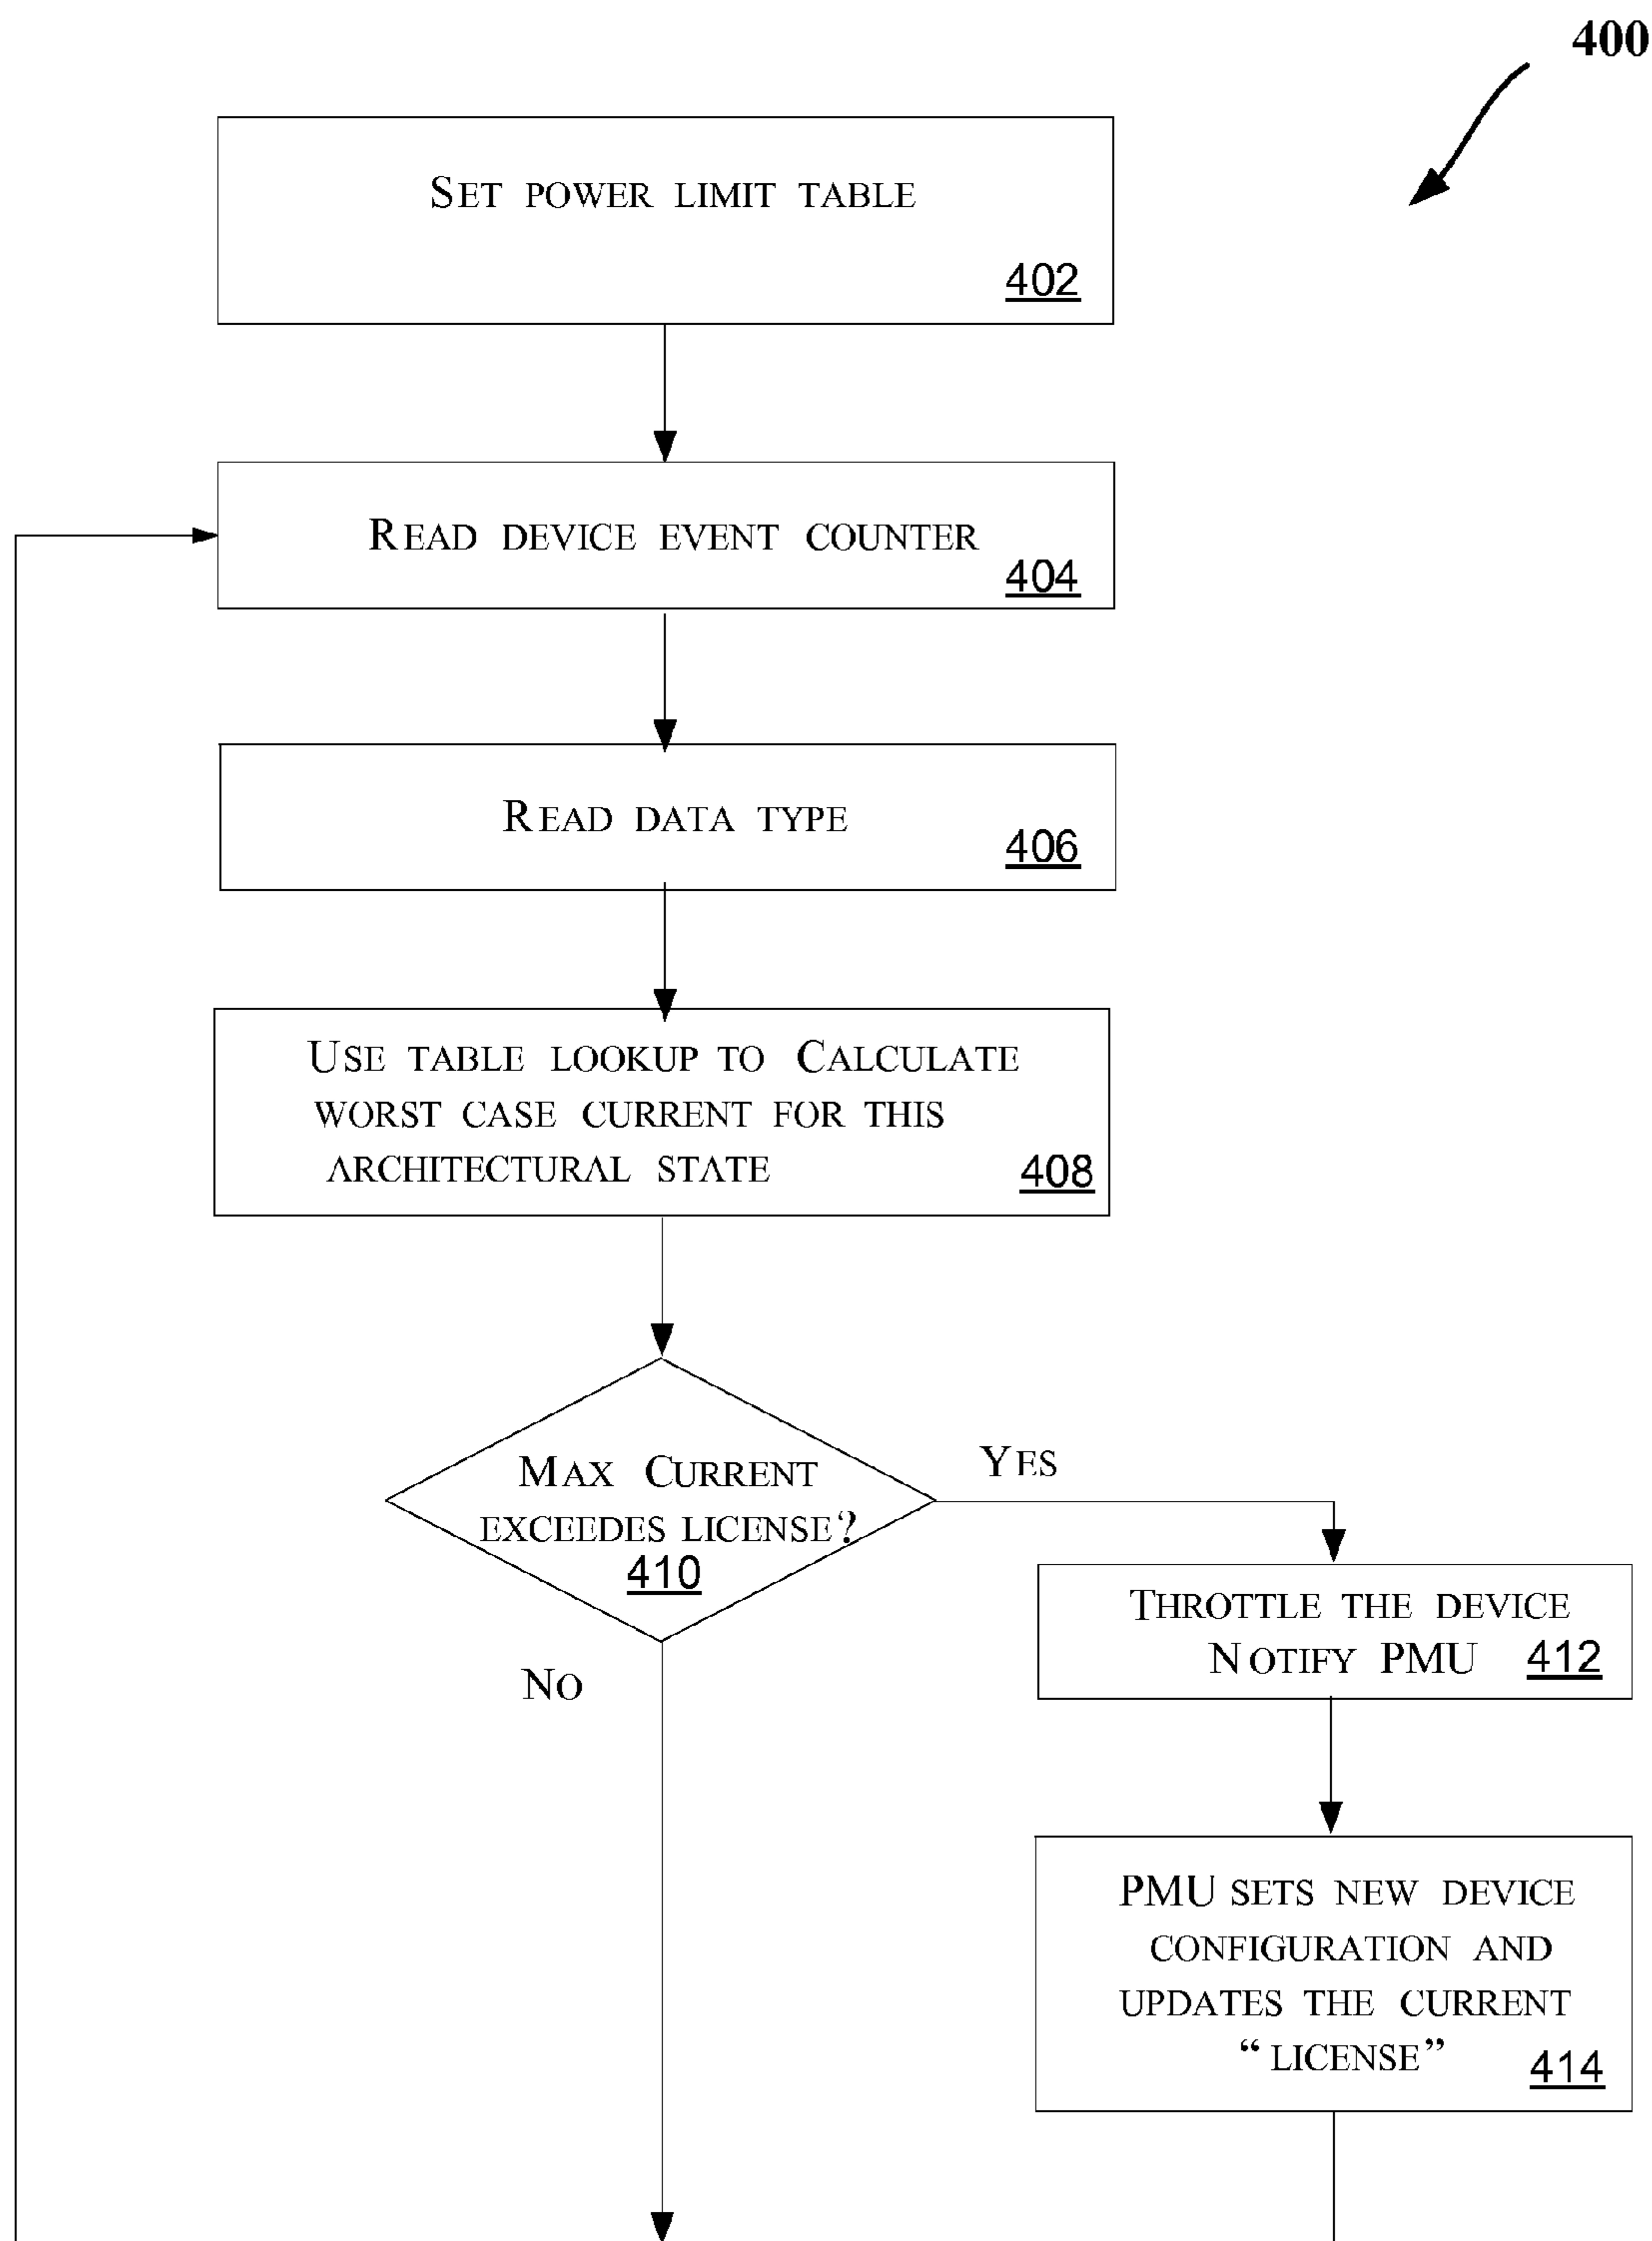 400
Set power limit table
402
Read device event counter
404
Read data type
406
Use table lookup to Calculate
worst case current for this
architectural state
408
Max Current
exceedes license?
410
Yes
No
Throttle the device
Notify PMU 412
PMU sets new device
configuration and
updates the current
“license”
414